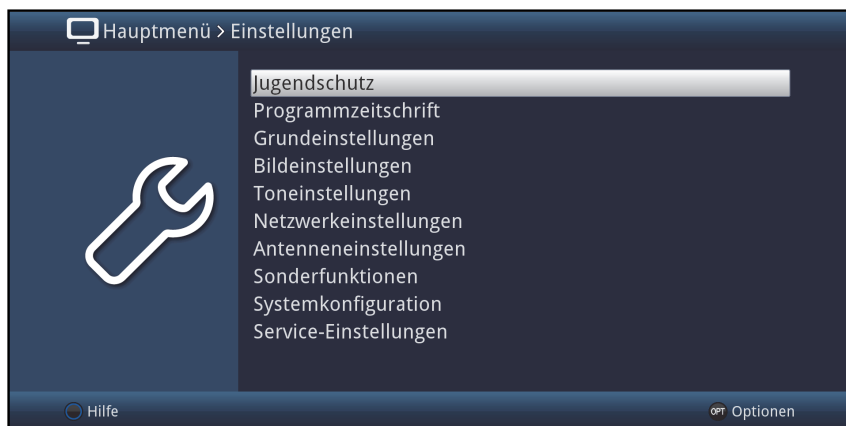 Hauptmenü > Einstellungen
Jugendschutz
Programmzeitschrift
Grundeinstellungen
Bildeinstellungen
Toneinstellungen
Netzwerkeinstellungen
Antenneneinstellungen
Sonderfunktionen
Systemkonfiguration
Service-Einstellungen
Hilfe
OPT Optionen